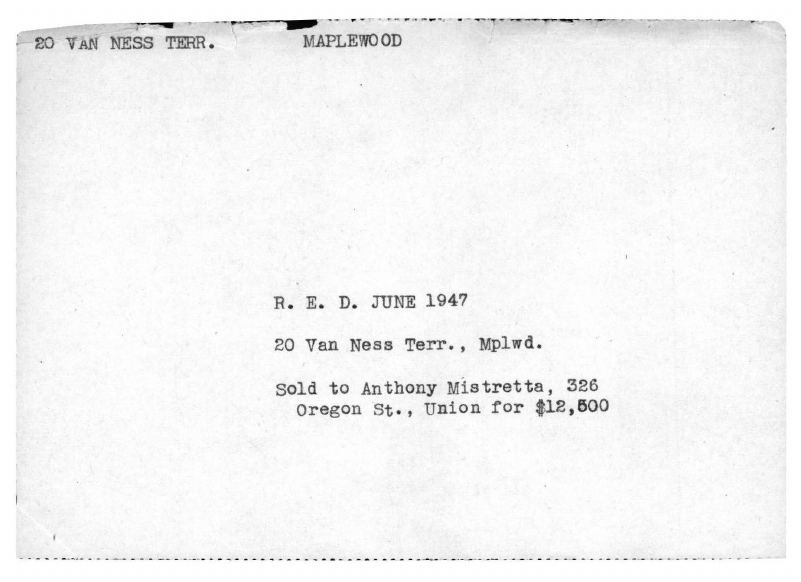 20 VAN NESS TERR. MAPLEWOOD
R. E. D. JUNE 1947
20 Van Ness Terr., Mplwd.
Sold to Anthony Mistretta, 326
Oregon St., Union for $12,500